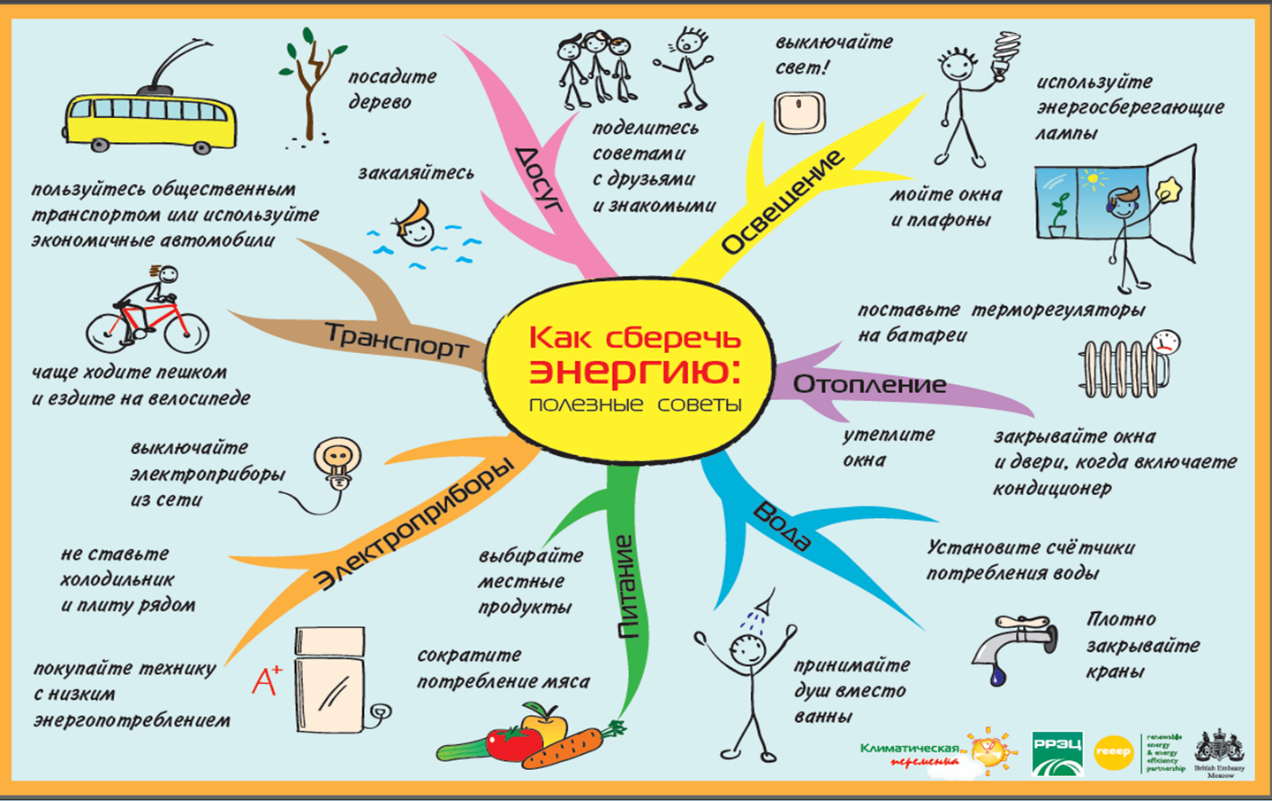 Как сберечь
энергию:
полезные советы
Досуг
посадите
дерево
закаляйтесь
поделитесь
советами
с друзьями
и знакомыми
Освещение
выключайте
свет!
используйте
энергосберегающие
лампы
мойте окна
и плафоны
Отопление
поставьте терморегуляторы
на батареи
утеплите
окна
закрывайте окна
и двери, когда включаете
кондиционер
Вода
Установите счётчики
потребления воды
Плотно
закрывайте
краны
принимайте
душ вместо
ванны
Питание
выбирайте
местные
продукты
сократите
потребление мяса
Электроприборы
выключайте
электроприборы
из сети
не ставьте
холодильник
и плиту рядом
покупайте технику
с низким
энергопотреблением
A+
Транспорт
пользуйтесь общественным
транспортом или используйте
экономичные автомобили
чаще ходите пешком
и ездите на велосипеде
Климатическая
переменка
РРЭЦ
reeep
renewable
energy
& energy
efficiency
partnership
British Embassy
Moscow